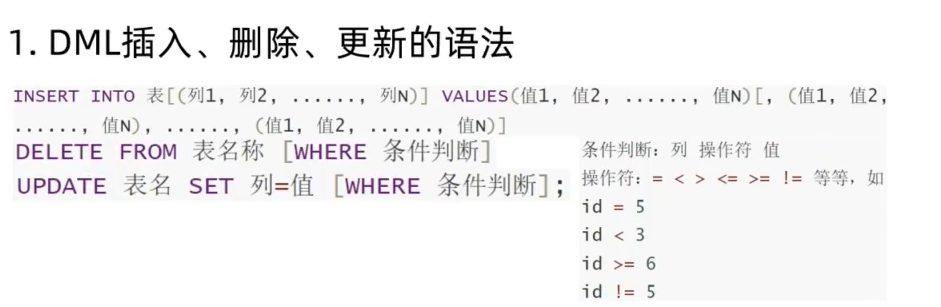 1. DML插入、删除、更新的语法
INSERT INTO 表[(列1, 列2, ......, 列N)] VALUES(值1, 值2, ......, 值N)[, (值1, 值2,
......, 值N), ......, (值1, 值2, ......, 值N)]
DELETE FROM 表名称 [WHERE 条件判断]
UPDATE 表名 SET 列=值 [WHERE 条件判断];
条件判断：列 操作符 值
操作符：= < > <= >= != 等等，如
id = 5
id < 3
id >= 6
id != 5